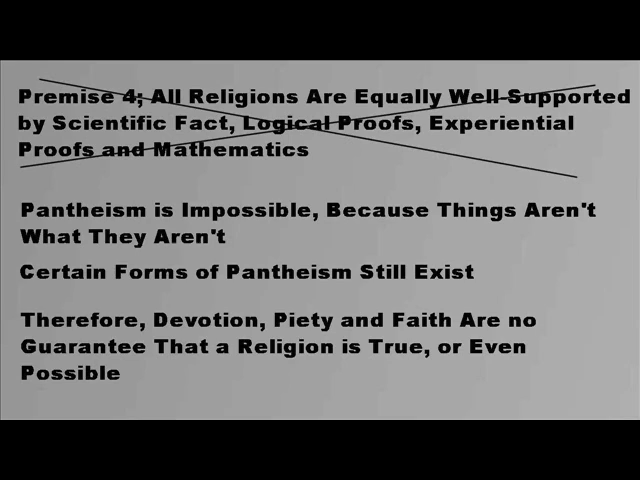 Premise 4; All Religions Are Equally Well Supported
by Scientific Fact, Logical Proofs, Experiential
Proofs and Mathematics
Pantheism is Impossible, Because Things Aren't
What They Aren't
Certain Forms of Pantheism Still Exist
Therefore, Devotion, Piety and Faith Are no
Guarantee That a Religion is True, or Even
Possible